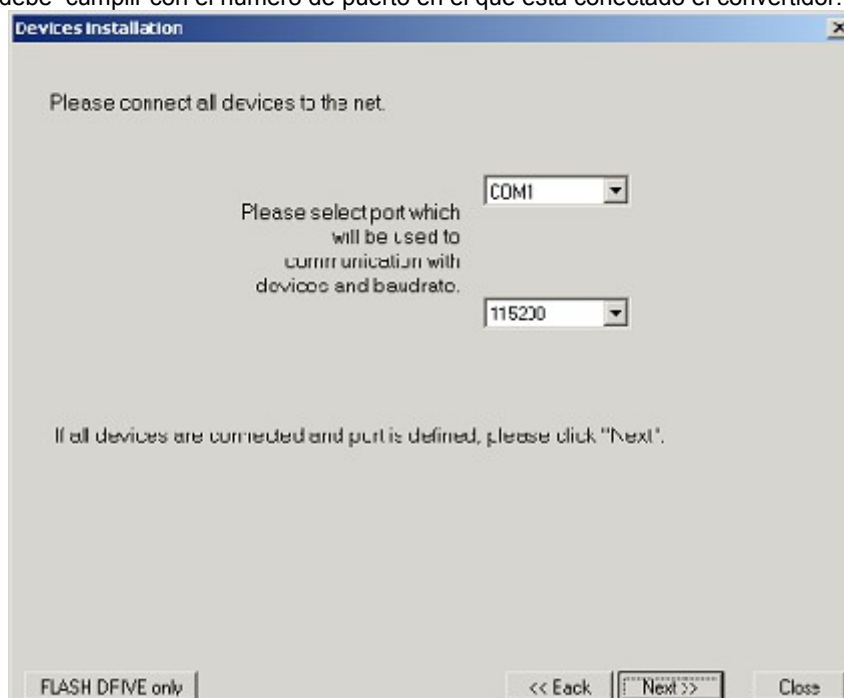 debe cumplir con el número de puerto en el que está conectado el convertidor.
Devices installation
Please connect all devices to the net.
COM1
Please select port which
will be used to
communication with
devices and baudrate.
115200
If all devices are connected and port is defined, please click "Next".
FLASH DRIVE only
<< Back
Next >>
Close